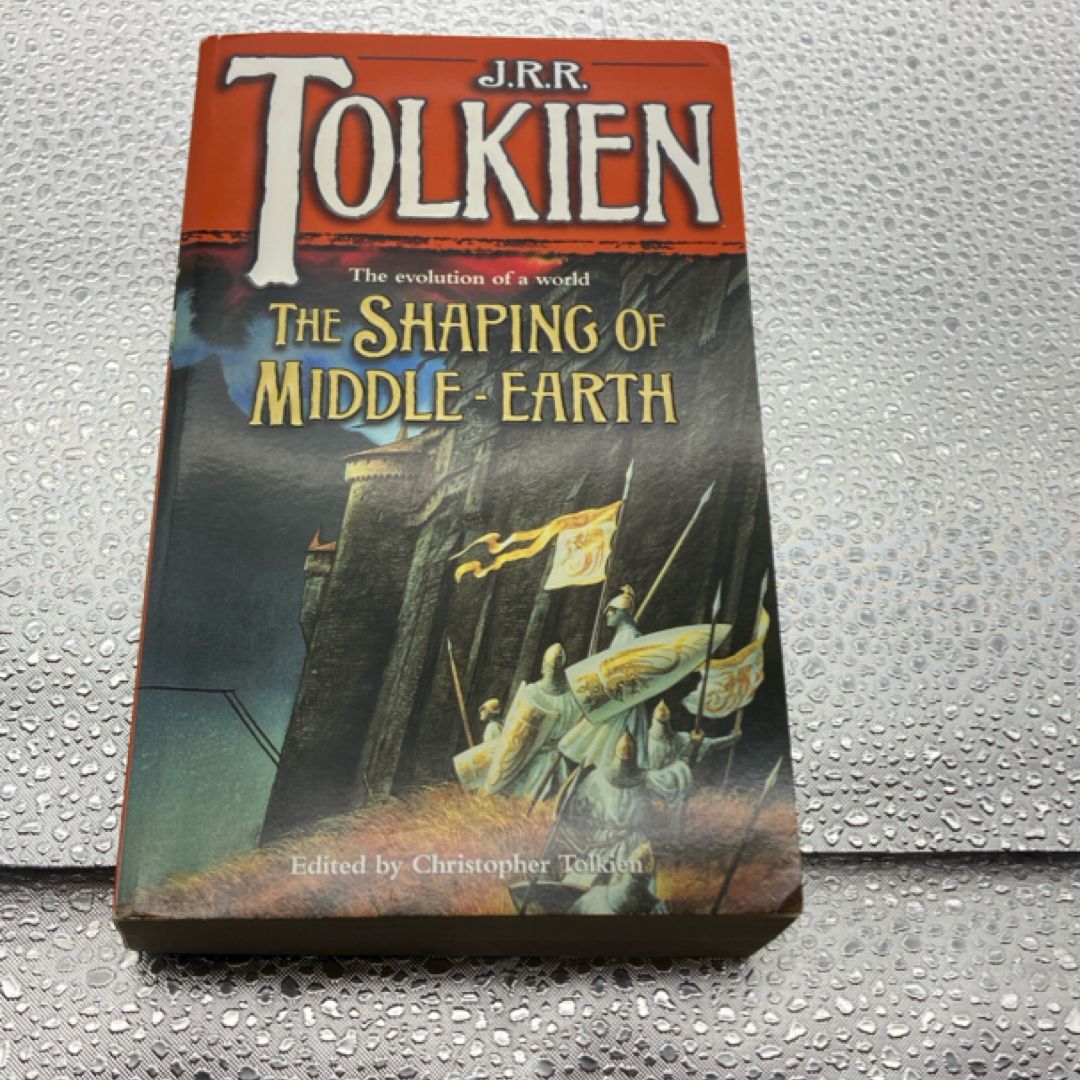 J.R.R.
TOLKIEN
The evolution of a world
THE SHAPING OF
MIDDLE-EARTH
Edited by Christopher Tolkien